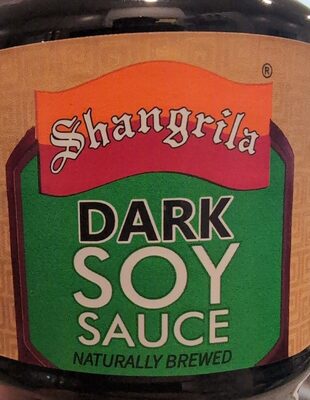 ®
Shangrila
DARK
SOY
SAUCE
NATURALLY BREWED